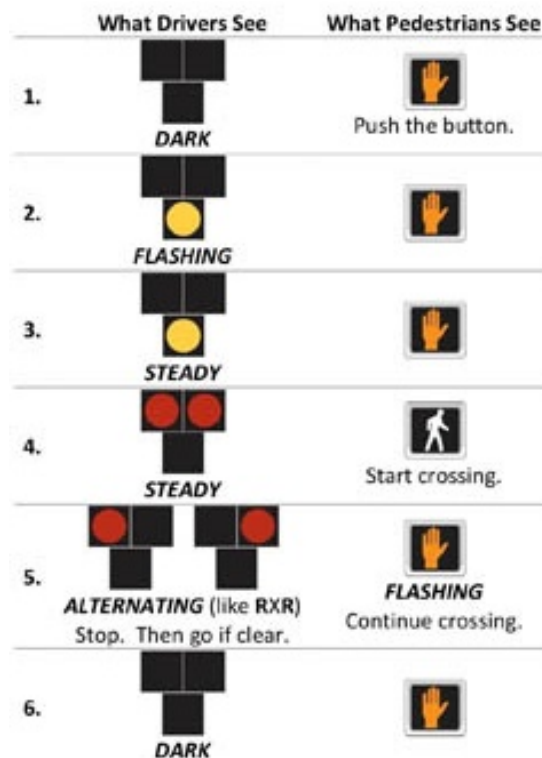 What Drivers See What Pedestrians See
1.
DARK
Push the button.
2.
FLASHING
3.
STEADY
4.
STEADY
Start crossing.
5.
ALTERNATING (like RXR)
Stop. Then go if clear.
FLASHING
Continue crossing.
6.
DARK